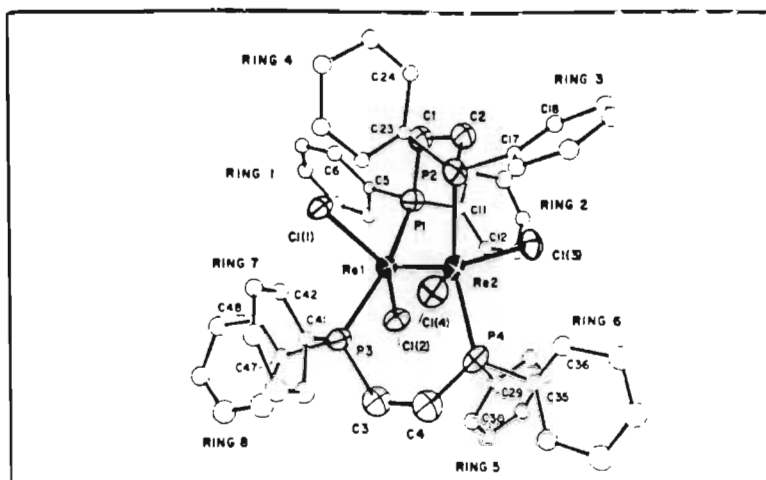 RING 4
C24
C1
C2
RING 3
C18
C23
C17
P2
RING 1
C6
C5
C11
RING 2
P1
C12
Cl(1)
Cl(3)
Re1
Re2
RING 7
C42
Cl(4)
C48
C41
Cl(2)
P4
RING 6
P3
C36
C47
C29
C35
C30
C3
C4
RING 8
RING 5